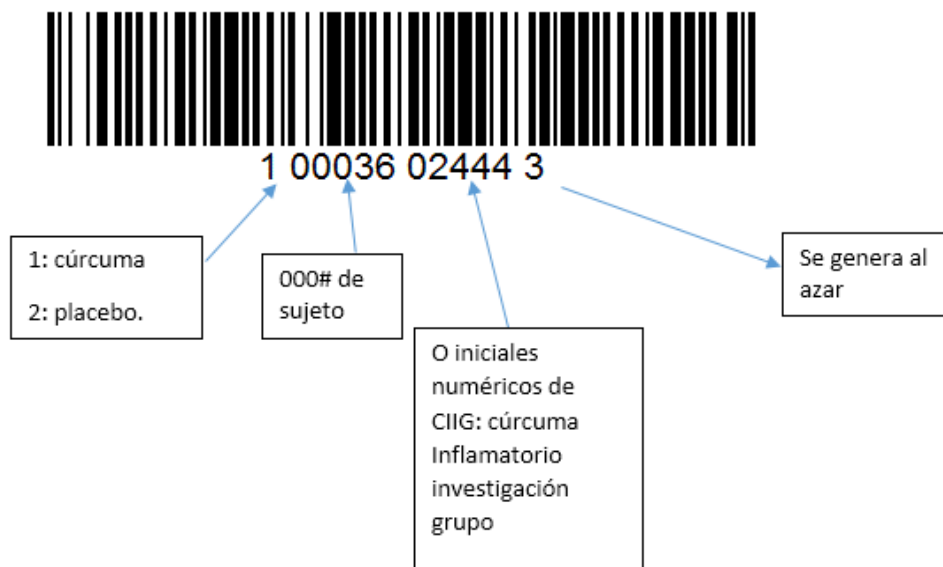 1 00036 02444 3
1: cúrcuma
2: placebo.
000# de
sujeto
O iniciales
numéricos de
CIIG: cúrcuma
Inflamatorio
investigación
grupo
Se genera al
azar